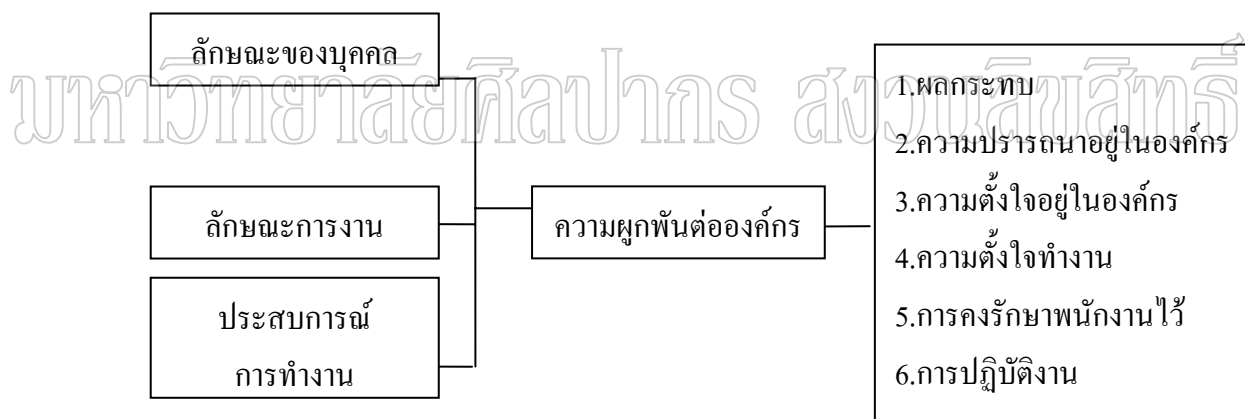 ลักษณะของบุคคล
มหาวิทยาลัยศิลปากร สงวนลิขสิทธิ์
ลักษณะการงาน
ประสบการณ์
การทำงาน
ความผูกพันต่อองค์กร
1.ผลกระทบ
2.ความปรารถนาอยู่ในองค์กร
3.ความตั้งใจอยู่ในองค์กร
4.ความตั้งใจทำงาน
5.การคงรักษาพนักงานไว้
6.การปฏิบัติงาน